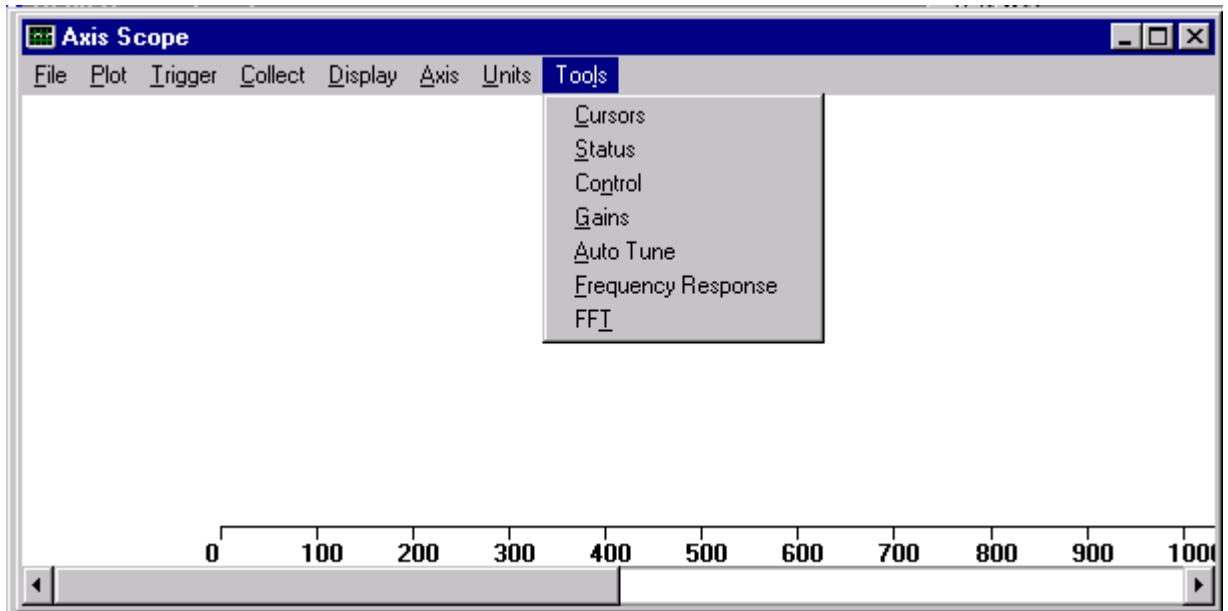 Axis Scope
File Plot Trigger Collect Display Axis Units Tools
Cursors
Status
Control
Gains
Auto Tune
Frequency Response
FFT
0 100 200 300 400 500 600 700 800 900 1000